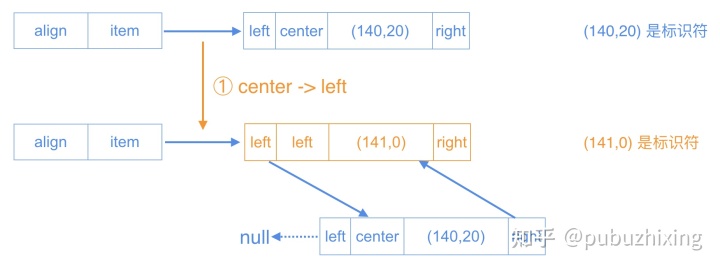 align item left center (140,20) right (140,20) 是标识符
① center -> left
align item left left (141,0) right (141,0) 是标识符
null left center (140,20) right
知乎 @pubuzhixing